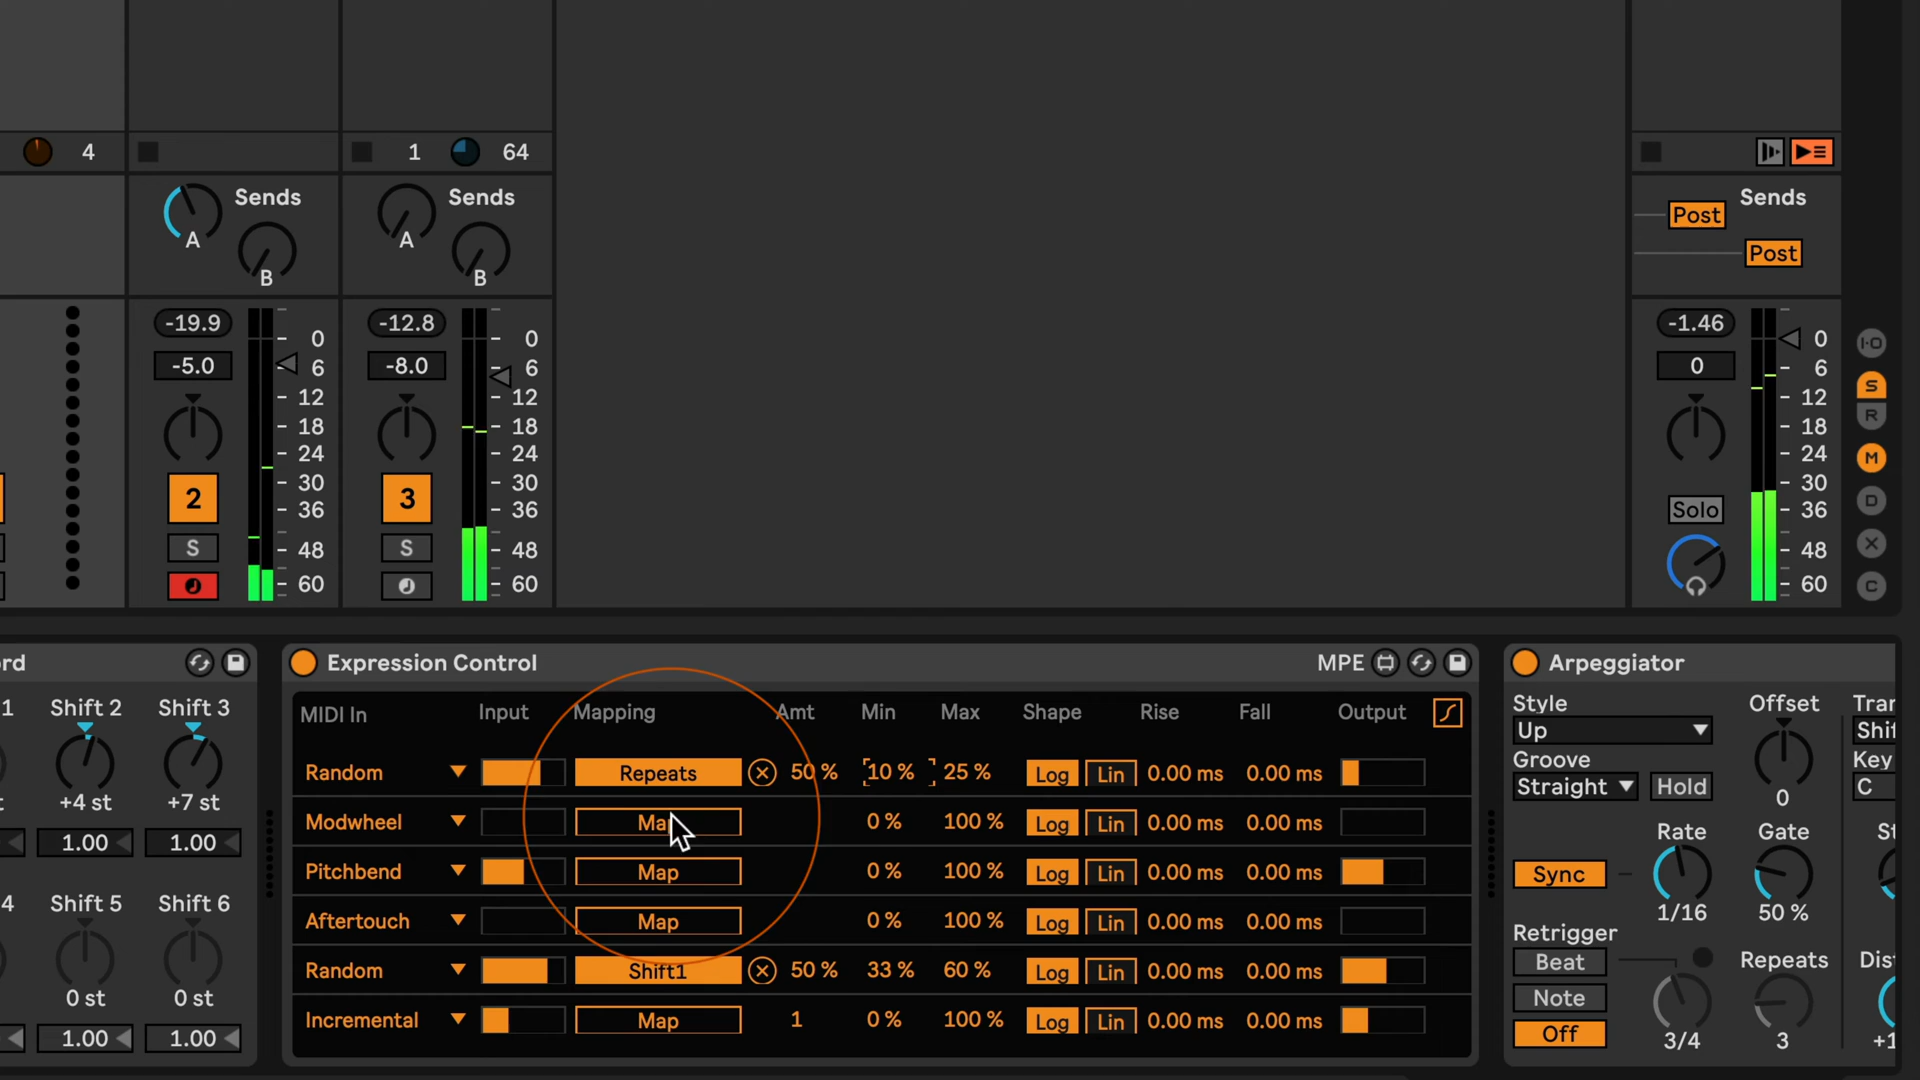 4
1 64
Sends
A
B
Sends
A
B
Sends
Post
Post
-19.9
-5.0
0
6
12
18
24
30
36
48
60
2
S
-12.8
-8.0
0
6
12
18
24
30
36
48
60
3
S
-1.46
0
0
6
12
18
24
30
36
48
60
Solo
I·O
S
R
M
D
X
C
rd
1 Shift 2 Shift 3
st +4 st +7 st
1.00 1.00
4 Shift 5 Shift 6
0 st 0 st
1.00 1.00
Expression Control MPE
MIDI In Input Mapping Amt Min Max Shape Rise Fall Output
Random Repeats 50 % 10 % 25 % Log Lin 0.00 ms 0.00 ms
Modwheel Map 0 % 100 % Log Lin 0.00 ms 0.00 ms
Pitchbend Map 0 % 100 % Log Lin 0.00 ms 0.00 ms
Aftertouch Map 0 % 100 % Log Lin 0.00 ms 0.00 ms
Random Shift1 50 % 33 % 60 % Log Lin 0.00 ms 0.00 ms
Incremental Map 1 0 % 100 % Log Lin 0.00 ms 0.00 ms
Arpeggiator
Style
Up
Groove
Straight Hold
Offset
0
Tran
Shif
Key
C
Rate
Sync
1/16
Gate
50 %
St
Retrigger
Beat
Note
Off
3/4
Repeats
3
Dist
+1